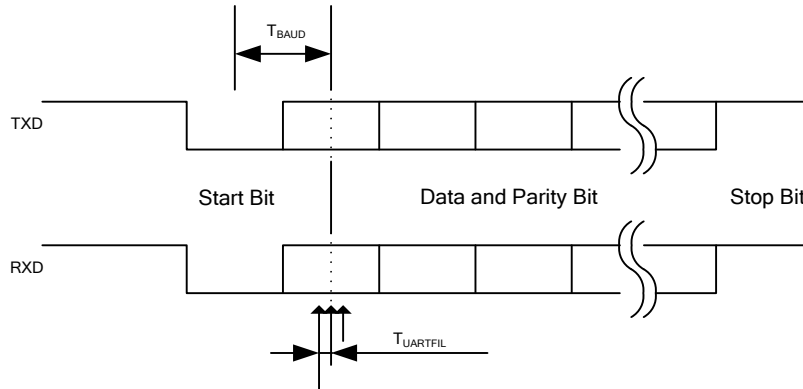 TBAUD
TXD
Start Bit
Data and Parity Bit
Stop Bit
RXD
TUARTFIL